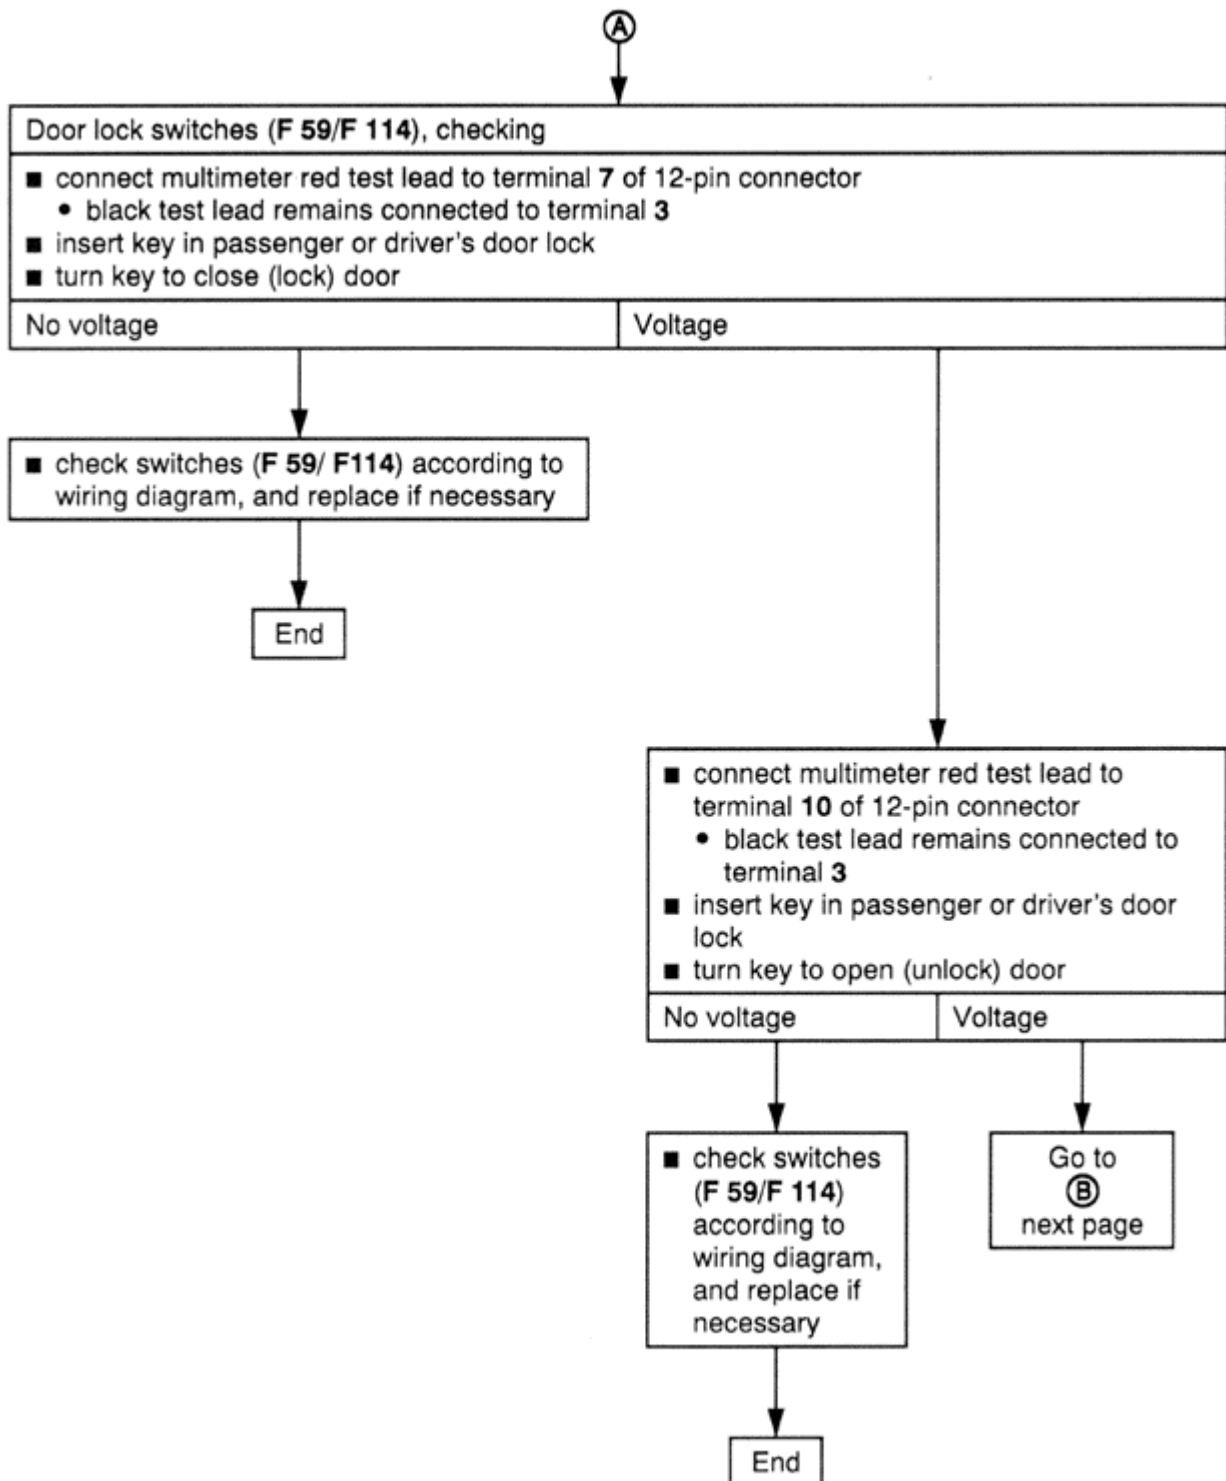 A
Door lock switches (F 59/F 114), checking
■ connect multimeter red test lead to terminal 7 of 12-pin connector
• black test lead remains connected to terminal 3
■ insert key in passenger or driver's door lock
■ turn key to close (lock) door
No voltage
Voltage
■ check switches (F 59/ F114) according to
wiring diagram, and replace if necessary
End
■ connect multimeter red test lead to
terminal 10 of 12-pin connector
• black test lead remains connected to
terminal 3
■ insert key in passenger or driver's door
lock
■ turn key to open (unlock) door
No voltage
Voltage
■ check switches
(F 59/F 114)
according to
wiring diagram,
and replace if
necessary
End
Go to
B
next page